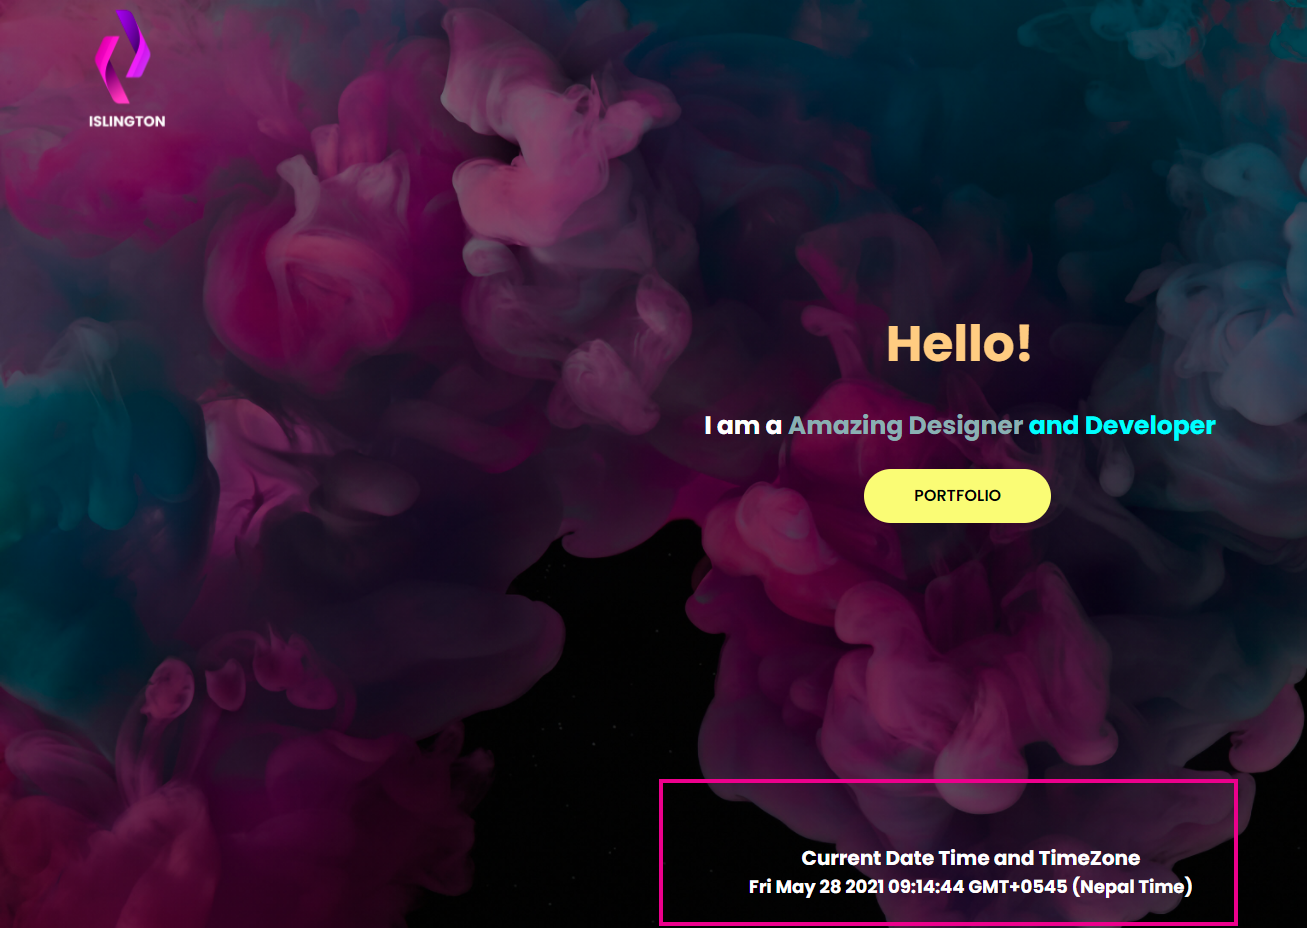 ISLINGTON
Hello!
I am a Amazing Designer and Developer
PORTFOLIO
Current Date Time and TimeZone
Fri May 28 2021 09:14:44 GMT+0545 (Nepal Time)